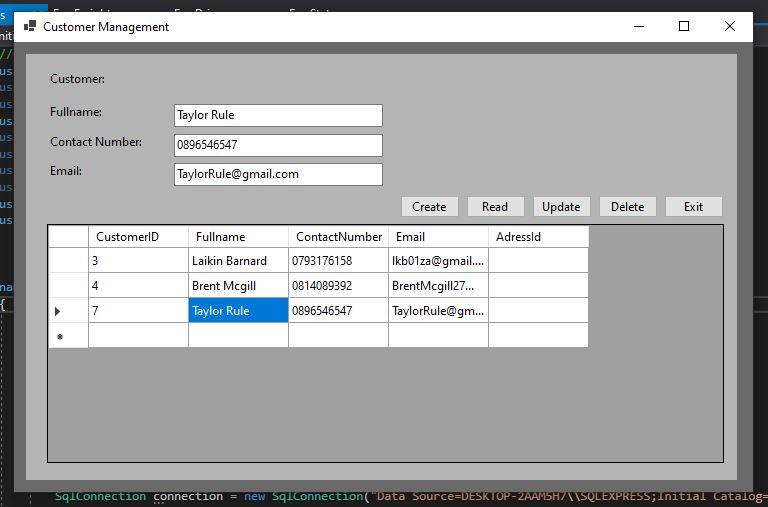 Customer Management
Customer:
Fullname: Taylor Rule
Contact Number: 0896546547
Email: TaylorRule@gmail.com
Create Read Update Delete Exit
CustomerID Fullname ContactNumber Email AdressId
3 Laikin Barnard 0793176158 lkb01za@gmail....
4 Brent Mcgill 0814089392 BrentMcgill27...
7 Taylor Rule 0896546547 TaylorRule@gm...
SqlConnection connection = new SqlConnection("Data Source=DESKTOP-2AAM5H7\\SQLEXPRESS;Initial Catalog=